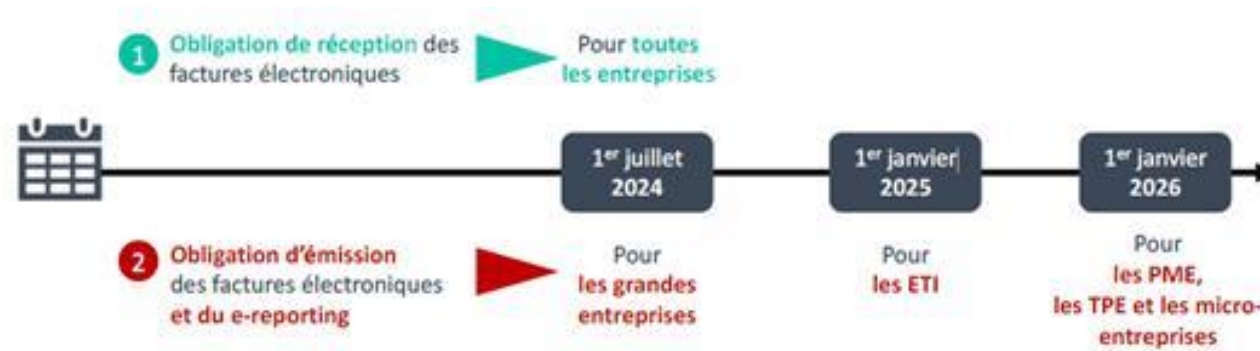 1 Obligation de réception des
factures électroniques
Pour toutes
les entreprises
1er juillet
2024
1er janvier
2025
1er janvier
2026
2 Obligation d'émission
des factures électroniques
et du e-reporting
Pour
les grandes
entreprises
Pour
les ETI
Pour
les PME,
les TPE et les micro-
entreprises